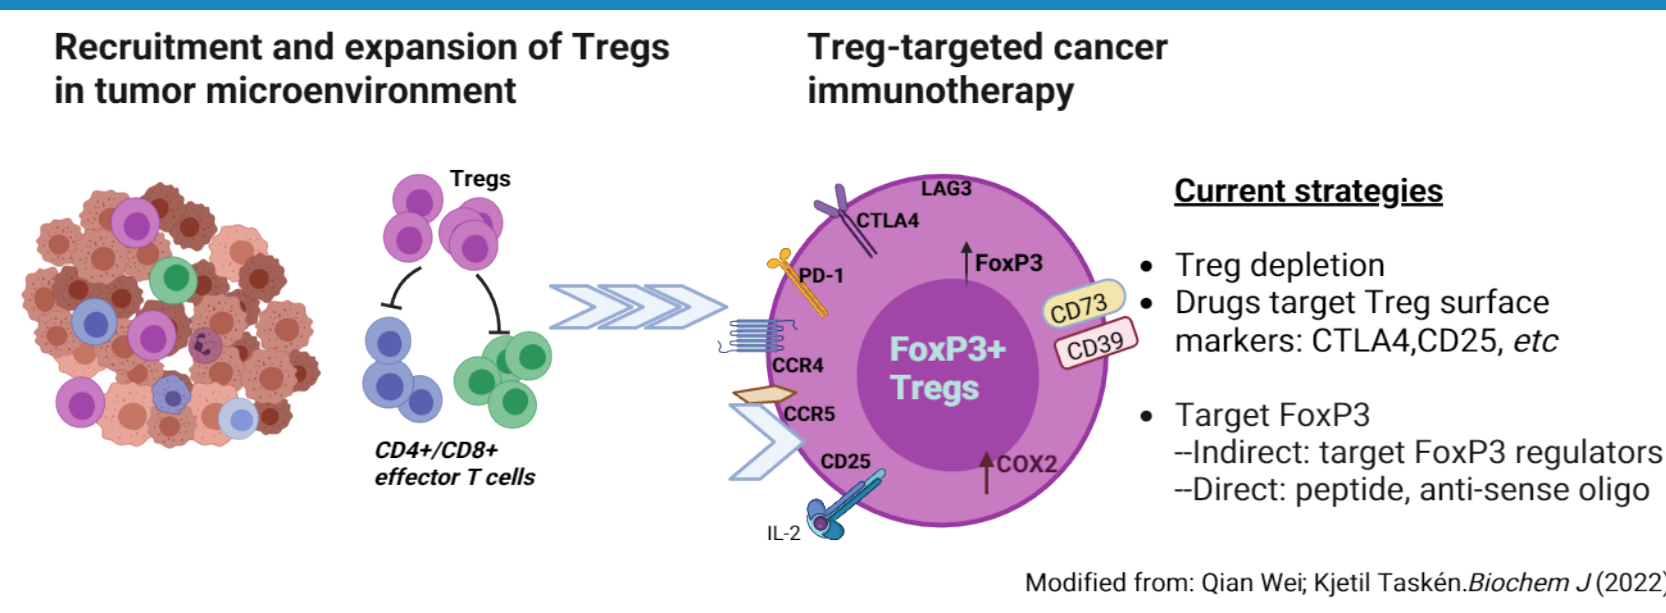 Recruitment and expansion of Tregs
in tumor microenvironment
Treg-targeted cancer
immunotherapy
Tregs
CD4+/CD8+
effector T cells
LAG3
CTLA4
PD-1
FoxP3
CD73
CD39
FoxP3+
Tregs
CCR4
CCR5
CD25
COX2
IL-2
Current strategies
• Treg depletion
• Drugs target Treg surface
markers: CTLA4,CD25, etc
• Target FoxP3
--Indirect: target FoxP3 regulators
--Direct: peptide, anti-sense oligo
Modified from: Qian Wei; Kjetil Taskén.Biochem J (2022)